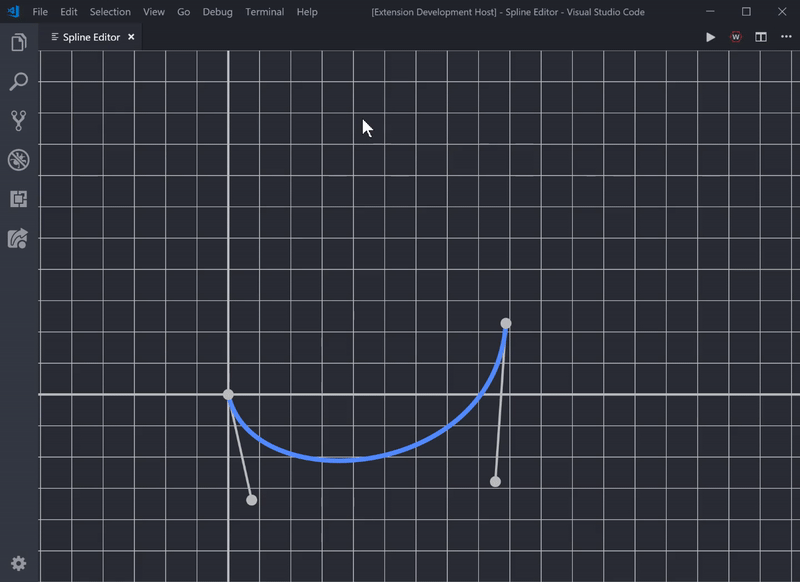 File Edit Selection View Go Debug Terminal Help [Extension Development Host] - Spline Editor - Visual Studio Code
Spline Editor
W